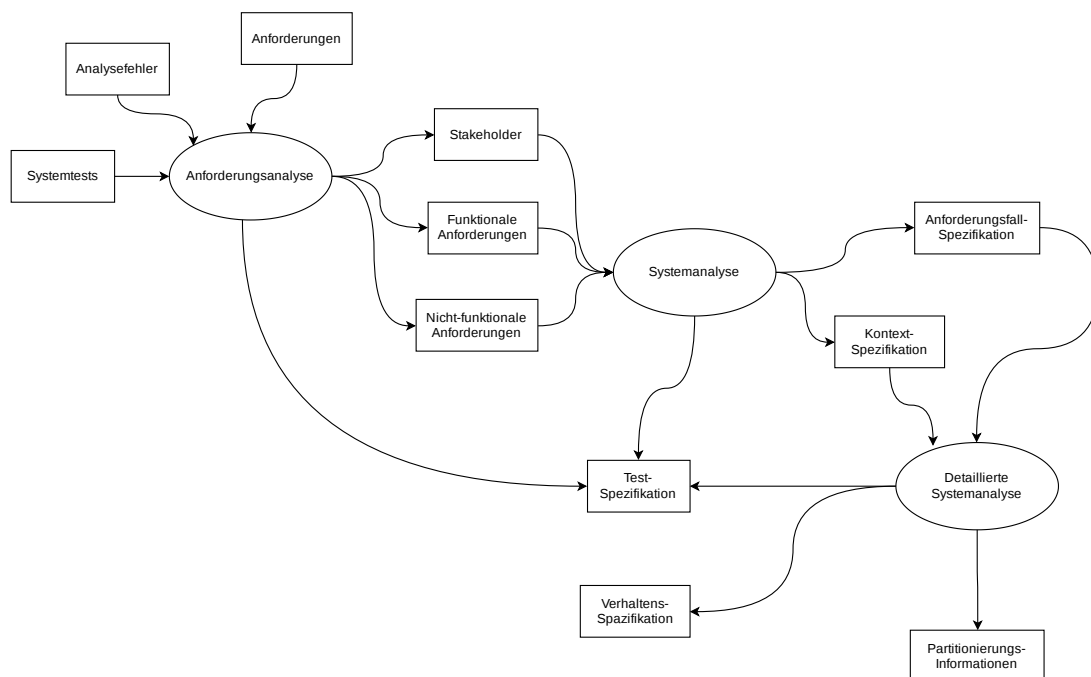 Anforderungen
Analysefehler
Stakeholder
Systemtests
Anforderungsanalyse
Funktionale
Anforderungen
Anforderungsfall-
Spezifikation
Systemanalyse
Nicht-funktionale
Anforderungen
Kontext-
Spezifikation
Test-
Spezifikation
Detaillierte
Systemanalyse
Verhaltens-
Spazifikation
Partitionierungs-
Informationen